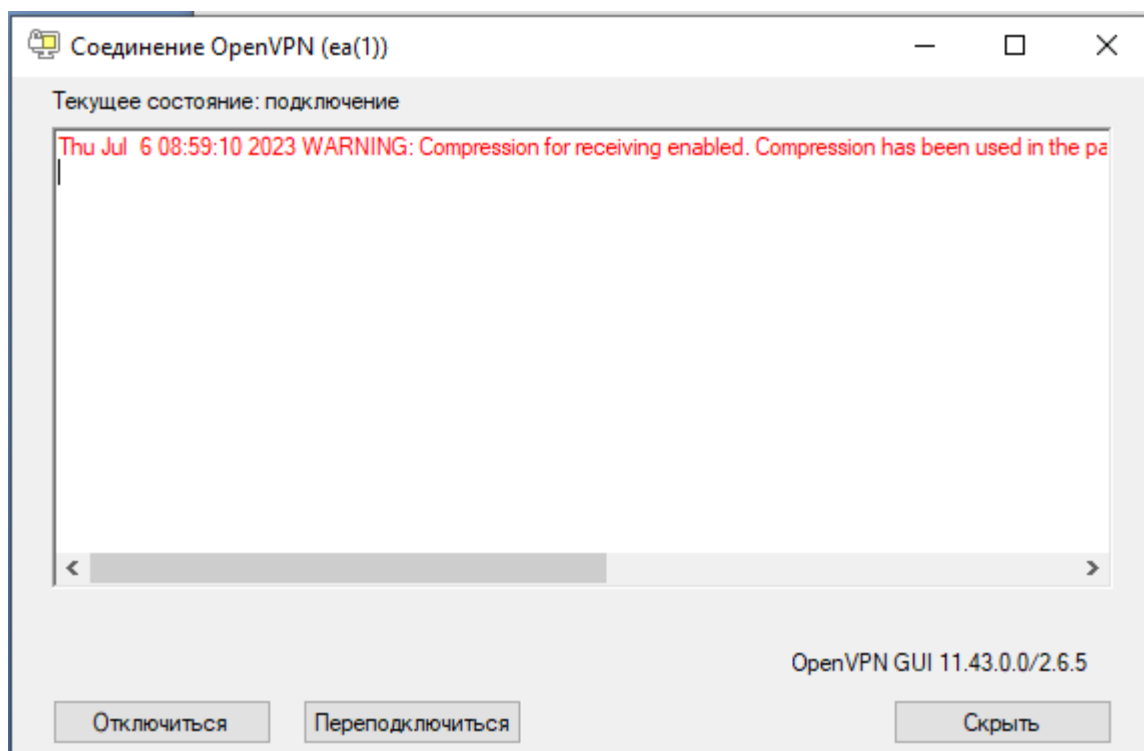 Соединение OpenVPN (ea(1))
Текущее состояние: подключение
Thu Jul 6 08:59:10 2023 WARNING: Compression for receiving enabled. Compression has been used in the pa
OpenVPN GUI 11.43.0.0/2.6.5
Отключиться Переподключиться Скрыть